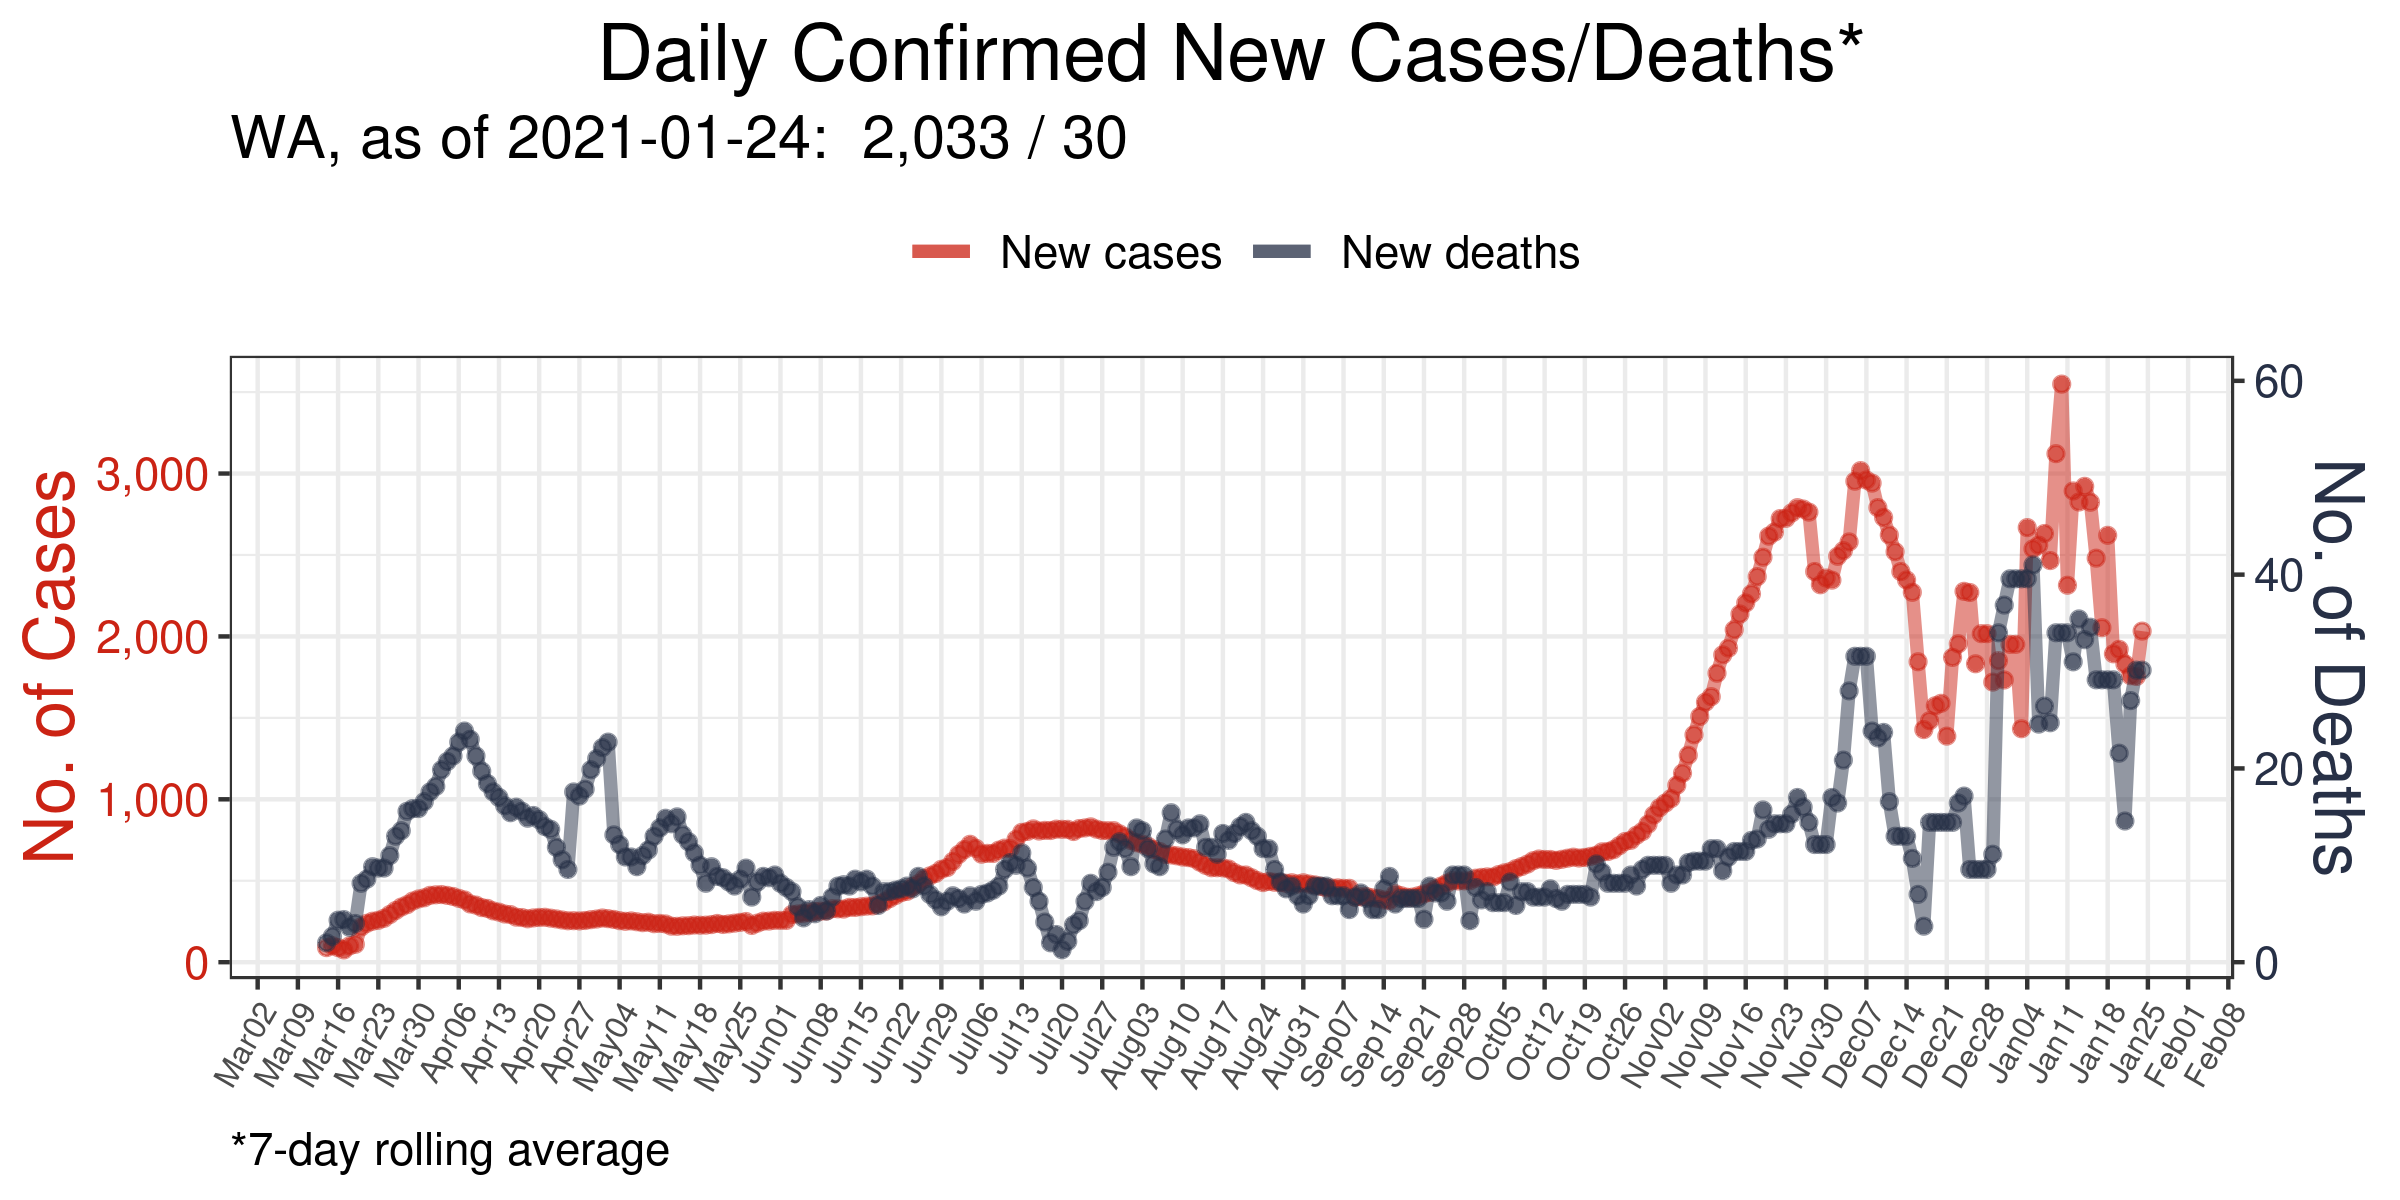 Daily Confirmed New Cases/Deaths*
WA, as of 2021-01-24:  2,033 / 30
New cases
New deaths
No. of Cases
3,000
2,000
1,000
0
60
40
20
0
No. of Deaths
Mar02
Mar09
Mar16
Mar23
Mar30
Apr06
Apr13
Apr20
Apr27
May04
May11
May18
May25
Jun01
Jun08
Jun15
Jun22
Jun29
Jul06
Jul13
Jul20
Jul27
Aug03
Aug10
Aug17
Aug24
Aug31
Sep07
Sep14
Sep21
Sep28
Oct05
Oct12
Oct19
Oct26
Nov02
Nov09
Nov16
Nov23
Nov30
Dec07
Dec14
Dec21
Dec28
Jan04
Jan11
Jan18
Jan25
Feb01
Feb08
*7-day rolling average